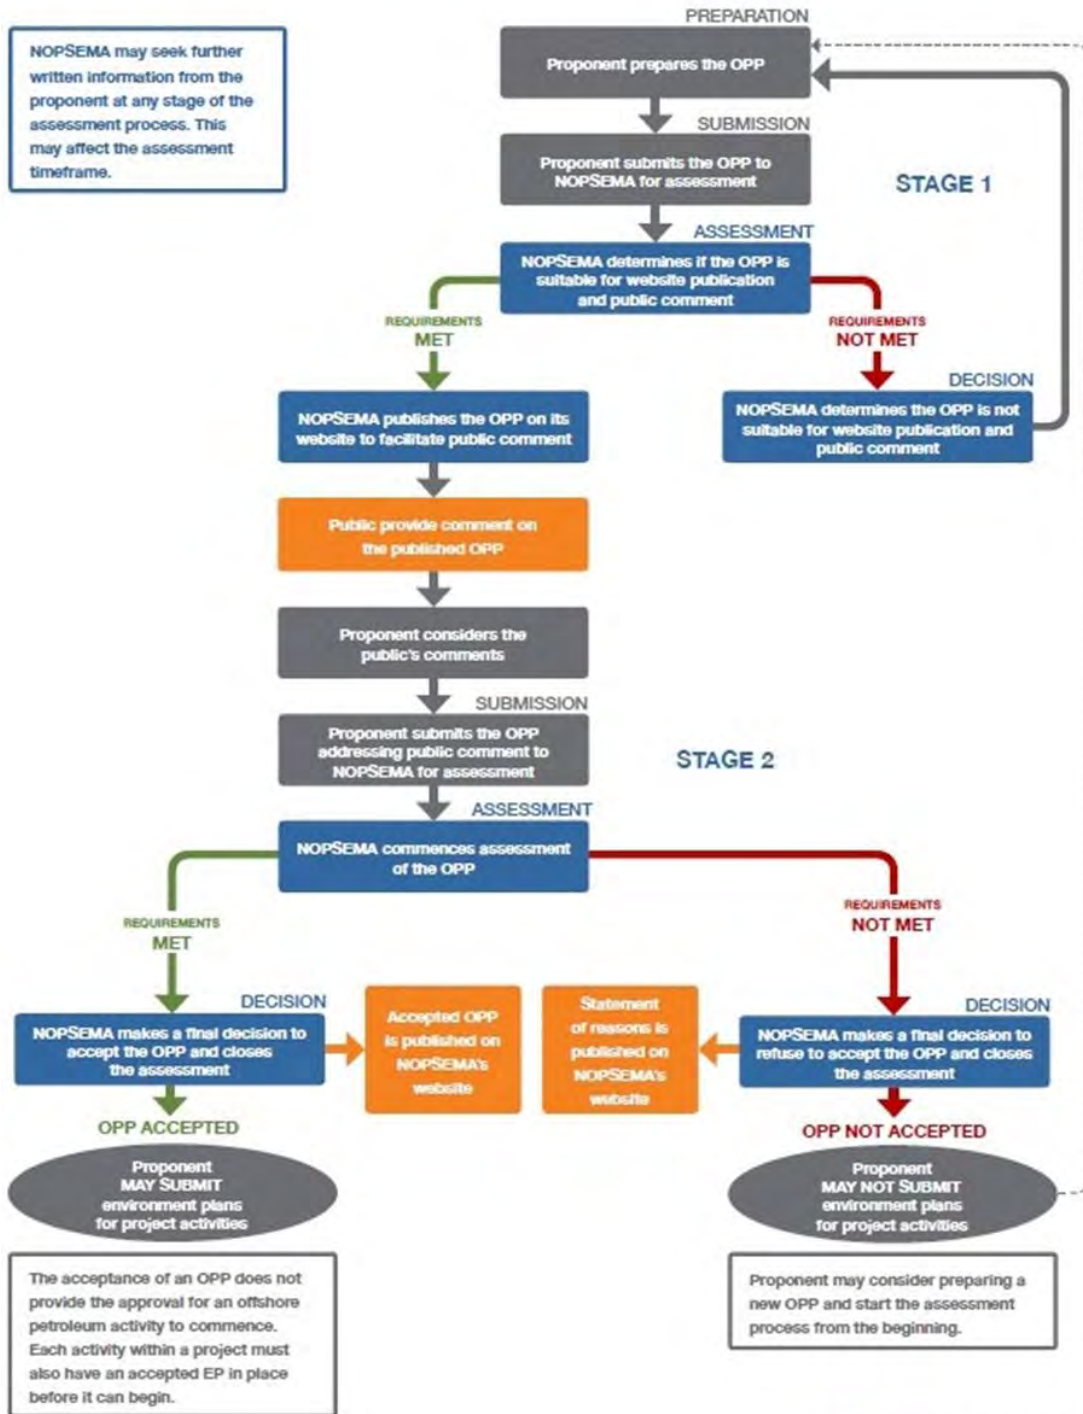 PREPARATION
NOPSEMA may seek further
written information from the
proponent at any stage of the
assessment process. This
may affect the assessment
timeframe.
Proponent prepares the OPP
SUBMISSION
Proponent submits the OPP to
NOPSEMA for assessment
STAGE 1
ASSESSMENT
NOPSEMA determines if the OPP is
suitable for website publication
and public comment
REQUIREMENTS
MET
REQUIREMENTS
NOT MET
DECISION
NOPSEMA publishes the OPP on its
website to facilitate public comment
NOPSEMA determines the OPP is not
suitable for website publication and
public comment
Public provide comment on
the published OPP
Proponent considers the
public's comments
SUBMISSION
Proponent submits the OPP
addressing public comment to
NOPSEMA for assessment
STAGE 2
ASSESSMENT
NOPSEMA commences assessment
of the OPP
REQUIREMENTS
MET
REQUIREMENTS
NOT MET
DECISION
NOPSEMA makes a final decision to
accept the OPP and closes
the assessment
Accepted OPP
is published on
NOPSEMA's
website
Statement
of reasons is
published on
NOPSEMA's
website
DECISION
NOPSEMA makes a final decision to
refuse to accept the OPP and closes
the assessment
OPP ACCEPTED
OPP NOT ACCEPTED
Proponent
MAY SUBMIT
environment plans
for project activities
Proponent
MAY NOT SUBMIT
environment plans
for project activities
The acceptance of an OPP does not
provide the approval for an offshore
petroleum activity to commence.
Each activity within a project must
also have an accepted EP in place
before it can begin.
Proponent may consider preparing a
new OPP and start the assessment
process from the beginning.